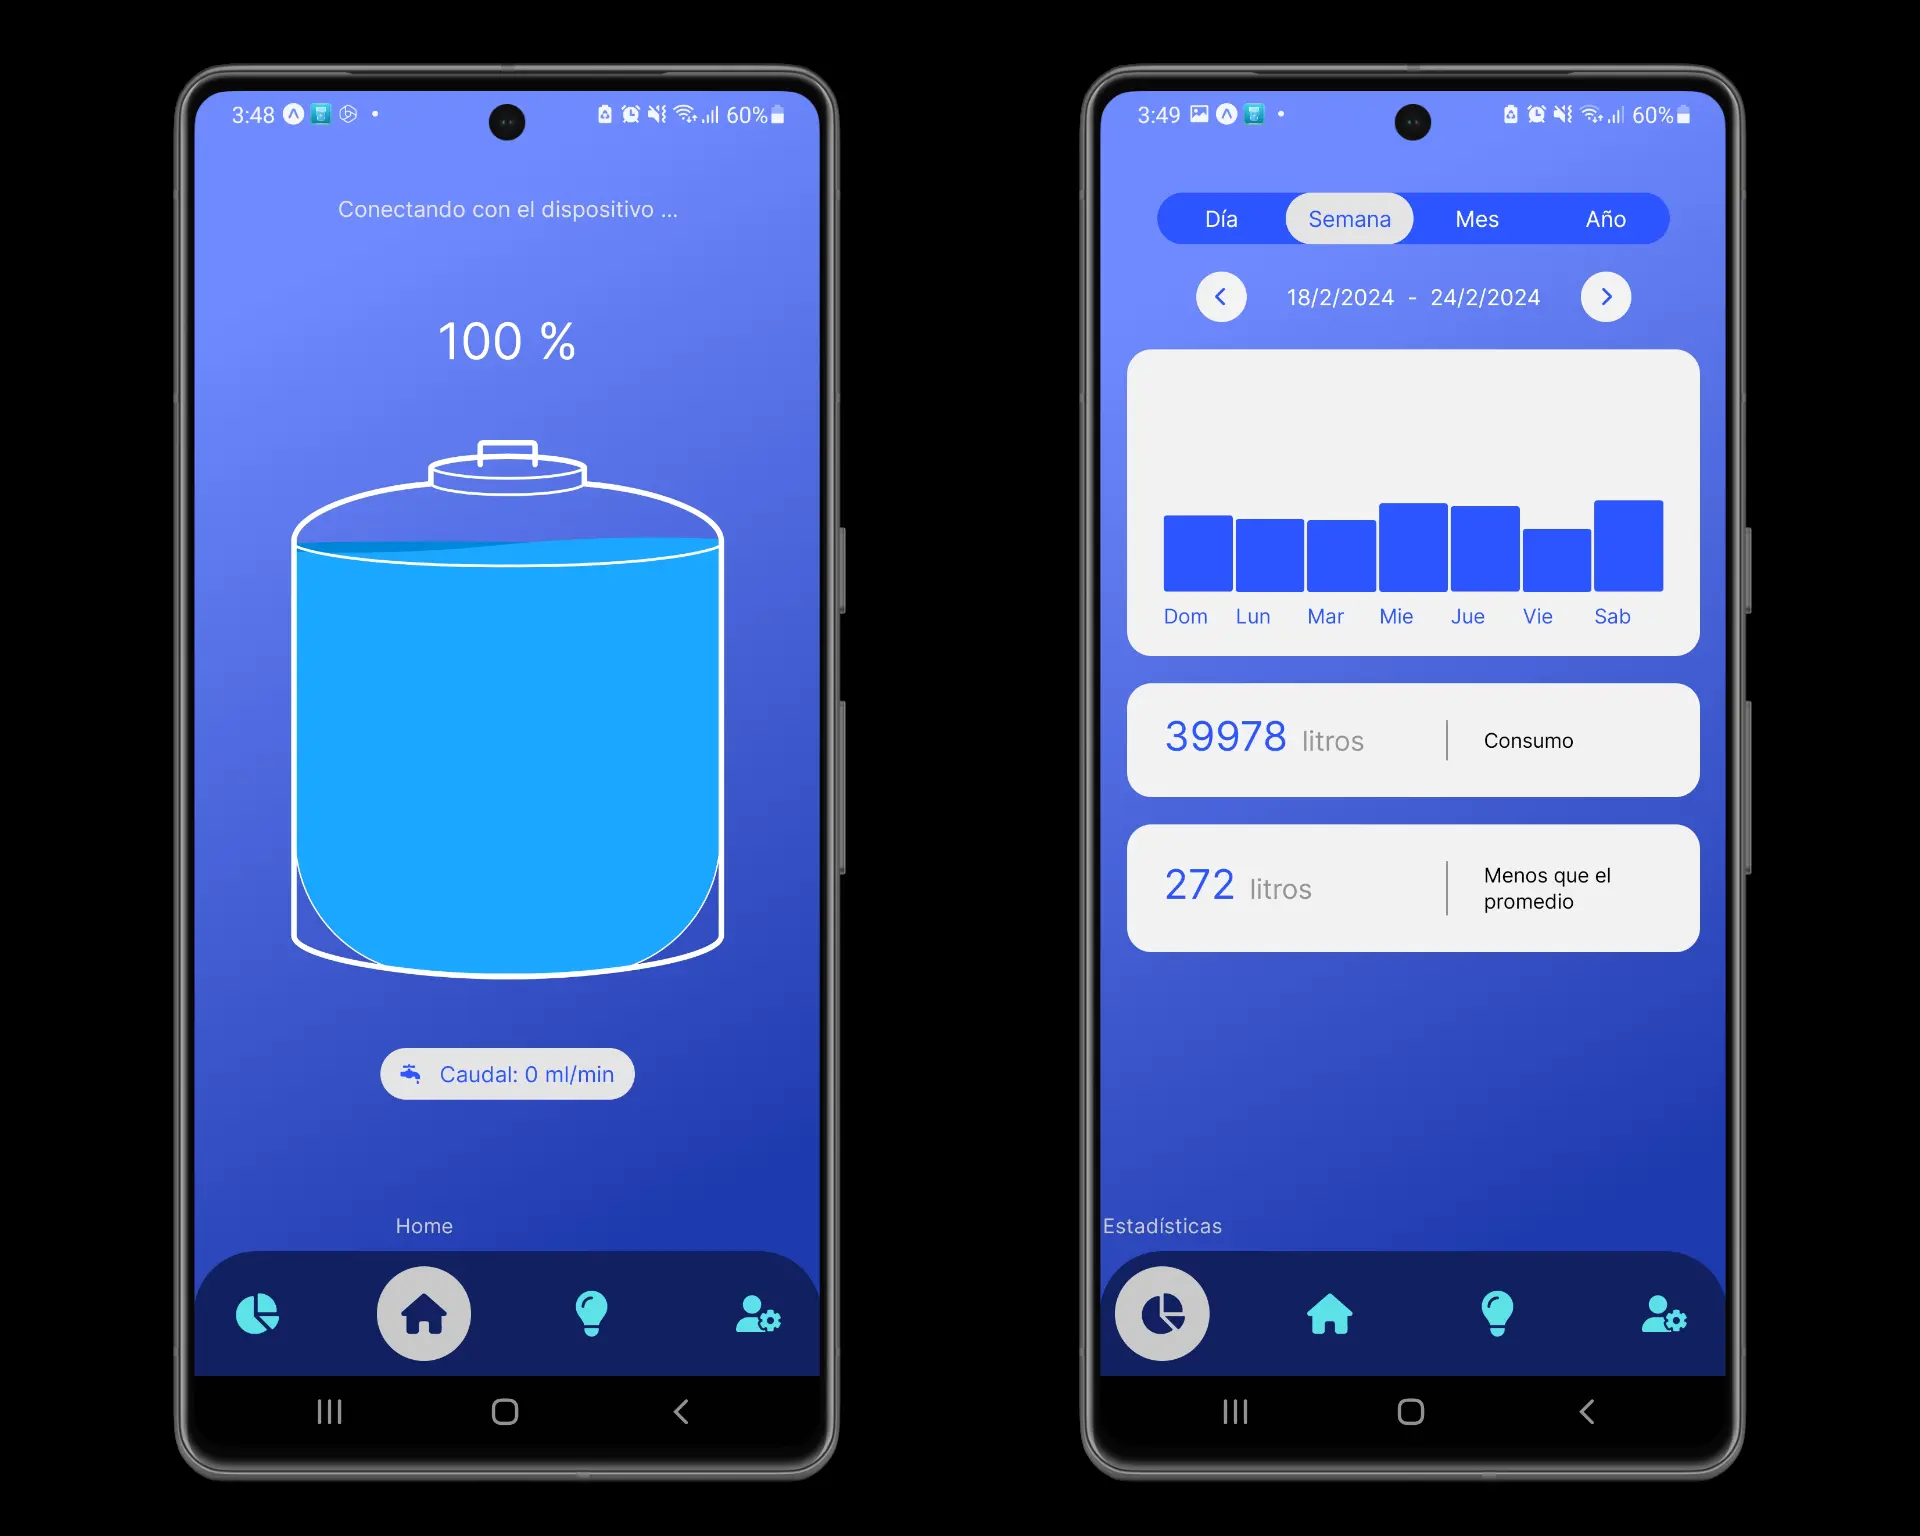 3:48
60%
Conectando con el dispositivo ...
100 %
Caudal: 0 ml/min
Home
3:49
60%
Día Semana Mes Año
18/2/2024 - 24/2/2024
Dom Lun Mar Mie Jue Vie Sab
39978 litros Consumo
272 litros Menos que el
promedio
Estadísticas